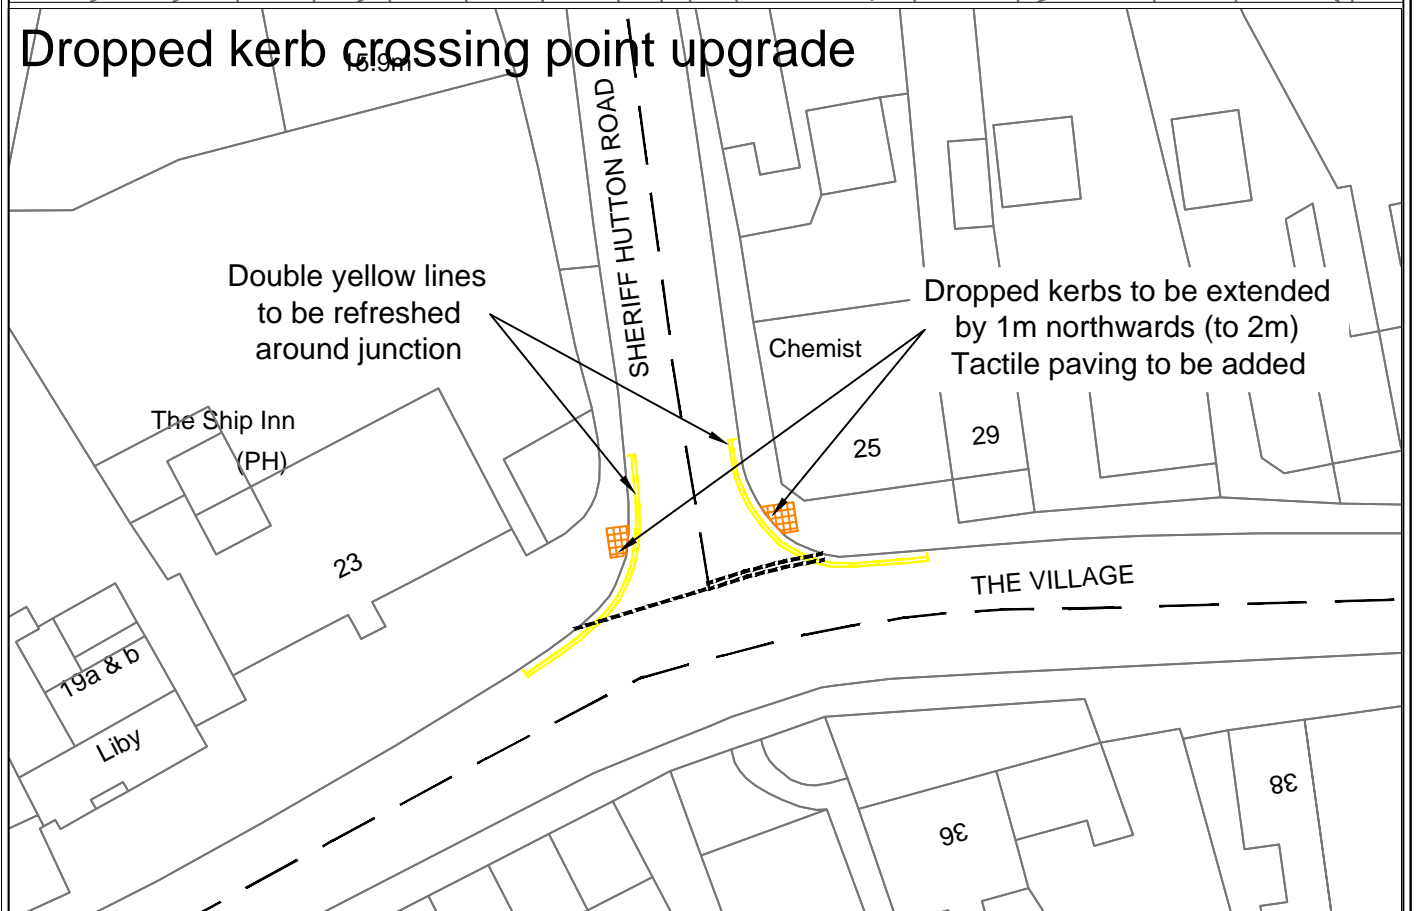 Dropped kerb crossing point upgrade
15.9m
SHERIFF HUTTON ROAD
Double yellow lines
to be refreshed
around junction
Dropped kerbs to be extended
by 1m northwards (to 2m)
Tactile paving to be added
Chemist
The Ship Inn
(PH)
25
29
23
THE VILLAGE
19a & b
Liby
36
38